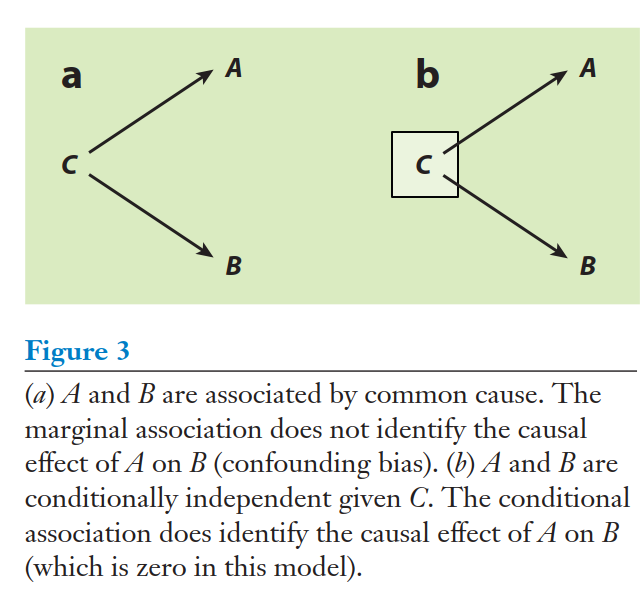 a
A
C
B
b
A
C
B
Figure 3
(a) A and B are associated by common cause. The
marginal association does not identify the causal
effect of A on B (confounding bias). (b) A and B are
conditionally independent given C. The conditional
association does identify the causal effect of A on B
(which is zero in this model).